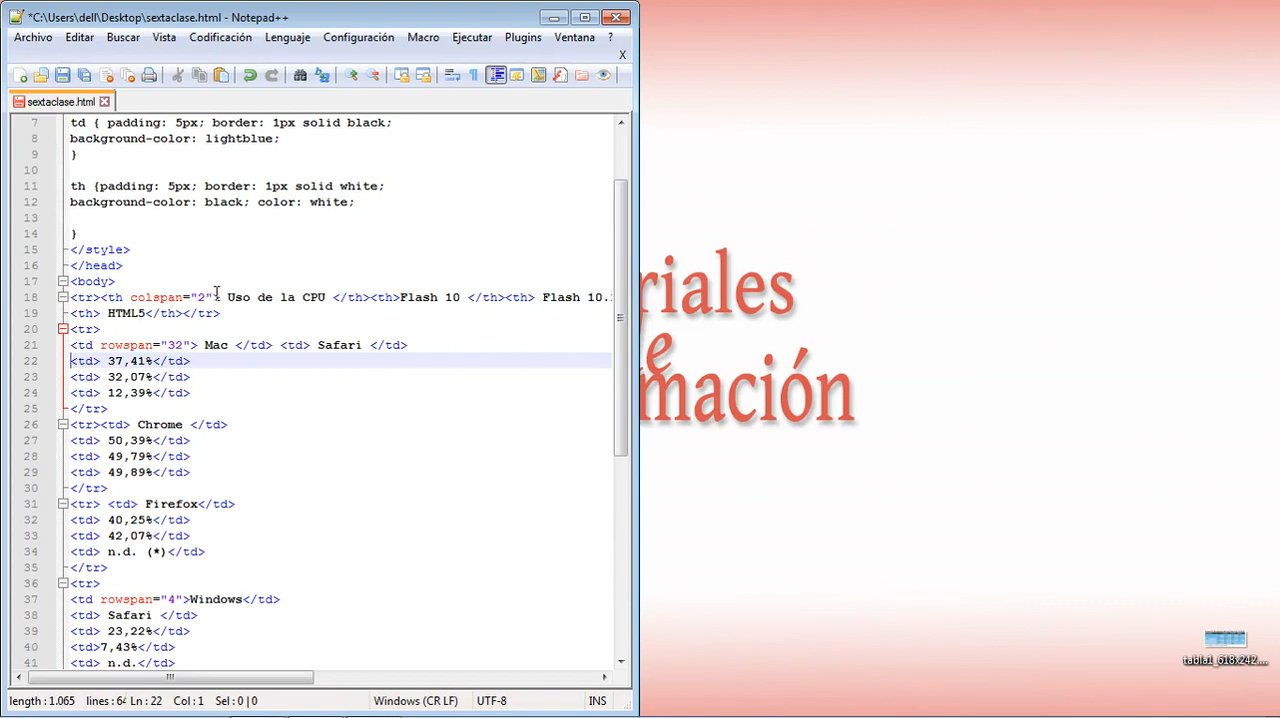 *C:\Users\dell\Desktop\sextaclase.html - Notepad++
Archivo Editar Buscar Vista Codificación Lenguaje Configuración Macro Ejecutar Plugins Ventana ?
X
sextaclase.html
7 td { padding: 5px; border: 1px solid black;
8 background-color: lightblue;
9 }
10
11 th {padding: 5px; border: 1px solid white;
12 background-color: black; color: white;
13
14 }
15 </style>
16 </head>
17 <body>
18 <tr><th colspan="2"> Uso de la CPU </th><th>Flash 10 </th><th> Flash 10.1
19 <th> HTML5</th></tr>
20 <tr>
21 <td rowspan="32"> Mac </td> <td> Safari </td>
22 <td> 37,41%</td>
23 <td> 32,07%</td>
24 <td> 12,39%</td>
25 </tr>
26 <tr><td> Chrome </td>
27 <td> 50,39%</td>
28 <td> 49,79%</td>
29 <td> 49,89%</td>
30 </tr>
31 <tr> <td> Firefox</td>
32 <td> 40,25%</td>
33 <td> 42,07%</td>
34 <td> n.d. (*)</td>
35 </tr>
36 <tr>
37 <td rowspan="4">Windows</td>
38 <td> Safari </td>
39 <td> 23,22%</td>
40 <td>7,43%</td>
41 <td> n.d.</td>
length : 1.065 lines : 64 Ln : 22 Col : 1 Sel : 0 | 0 Windows (CR LF) UTF-8 INS
riales
e
mación
tabla1_618x242....